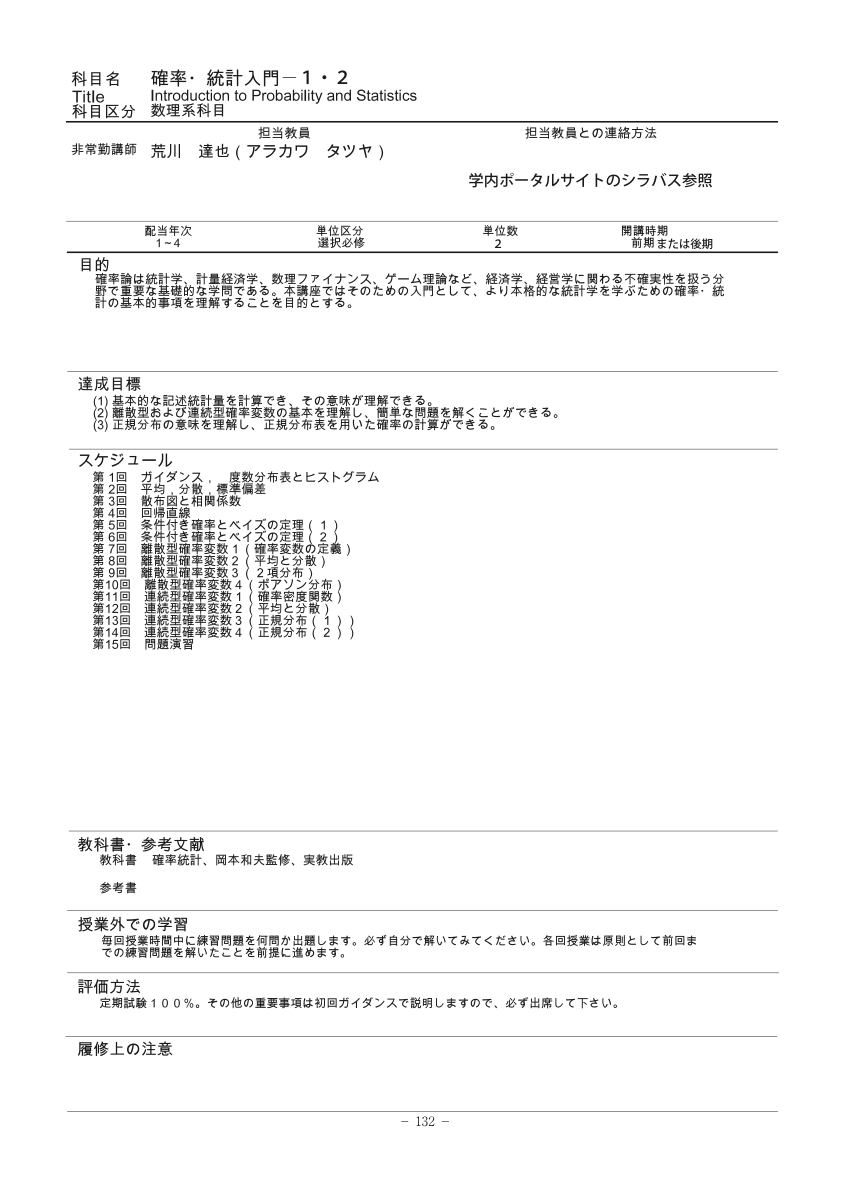 科目名 確率・統計入門－１・２
Title Introduction to Probability and Statistics
科目区分 数理系科目
担当教員 担当教員との連絡方法
非常勤講師 荒川 達也(アラカワ タツヤ)
学内ポータルサイトのシラバス参照
配当年次 単位区分 単位数 開講時期
1~4 選択必修 2 前期または後期
目的
確率論は統計学、計量経済学、数理ファイナンス、ゲーム理論など、経済学、経営学に関わる不確実性を扱う分
野で重要な基礎的な学問である。本講座ではそのための入門として、より本格的な統計学を学ぶための確率・統
計の基本的事項を理解することを目的とする。
達成目標
(1) 基本的な記述統計量を計算でき、その意味が理解できる。
(2) 離散型および連続型確率変数の基本を理解し、簡単な問題を解くことができる。
(3) 正規分布の意味を理解し、正規分布表を用いた確率の計算ができる。
スケジュール
第 1回 ガイダンス， 度数分布表とヒストグラム
第 2回 平均，分散，標準偏差
第 3回 散布図と相関係数
第 4回 回帰直線
第 5回 条件付き確率とベイズの定理(１)
第 6回 条件付き確率とベイズの定理(２)
第 7回 離散型確率変数１(確率変数の定義)
第 8回 離散型確率変数２(平均と分散)
第 9回 離散型確率変数３(２項分布)
第10回 離散型確率変数４(ポアソン分布)
第11回 連続型確率変数１(確率密度関数)
第12回 連続型確率変数２(平均と分散)
第13回 連続型確率変数３(正規分布(１))
第14回 連続型確率変数４(正規分布(２))
第15回 問題演習
教科書・参考文献
教科書 確率統計、岡本和夫監修、実教出版
参考書
授業外での学習
毎回授業時間中に練習問題を何問か出題します。必ず自分で解いてみてください。各回授業は原則として前回ま
での練習問題を解いたことを前提に進めます。
評価方法
定期試験１００％。その他の重要事項は初回ガイダンスで説明しますので、必ず出席して下さい。
履修上の注意
－ 132 －